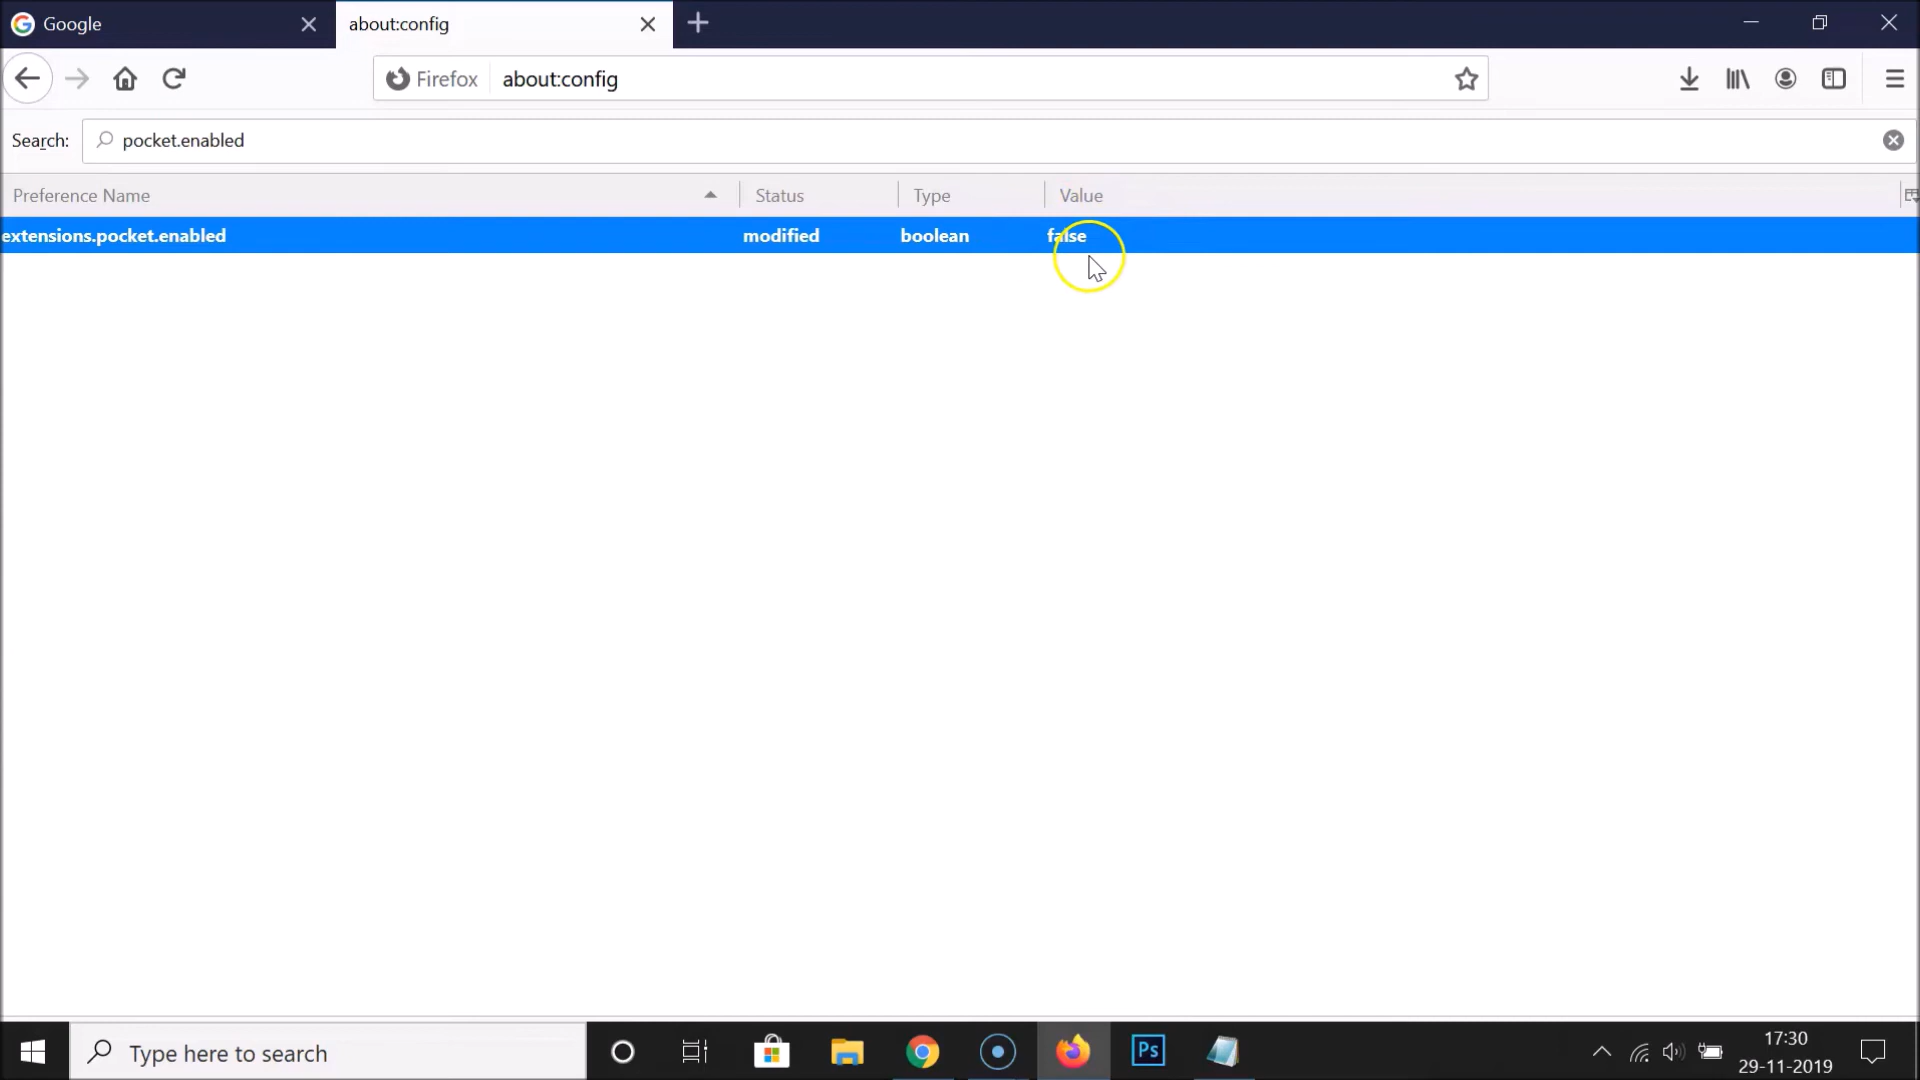 Google
about:config
Firefox
about:config
Search:
pocket.enabled
Preference Name
Status
Type
Value
extensions.pocket.enabled
modified
boolean
false
Type here to search
Ps
17:30
29-11-2019